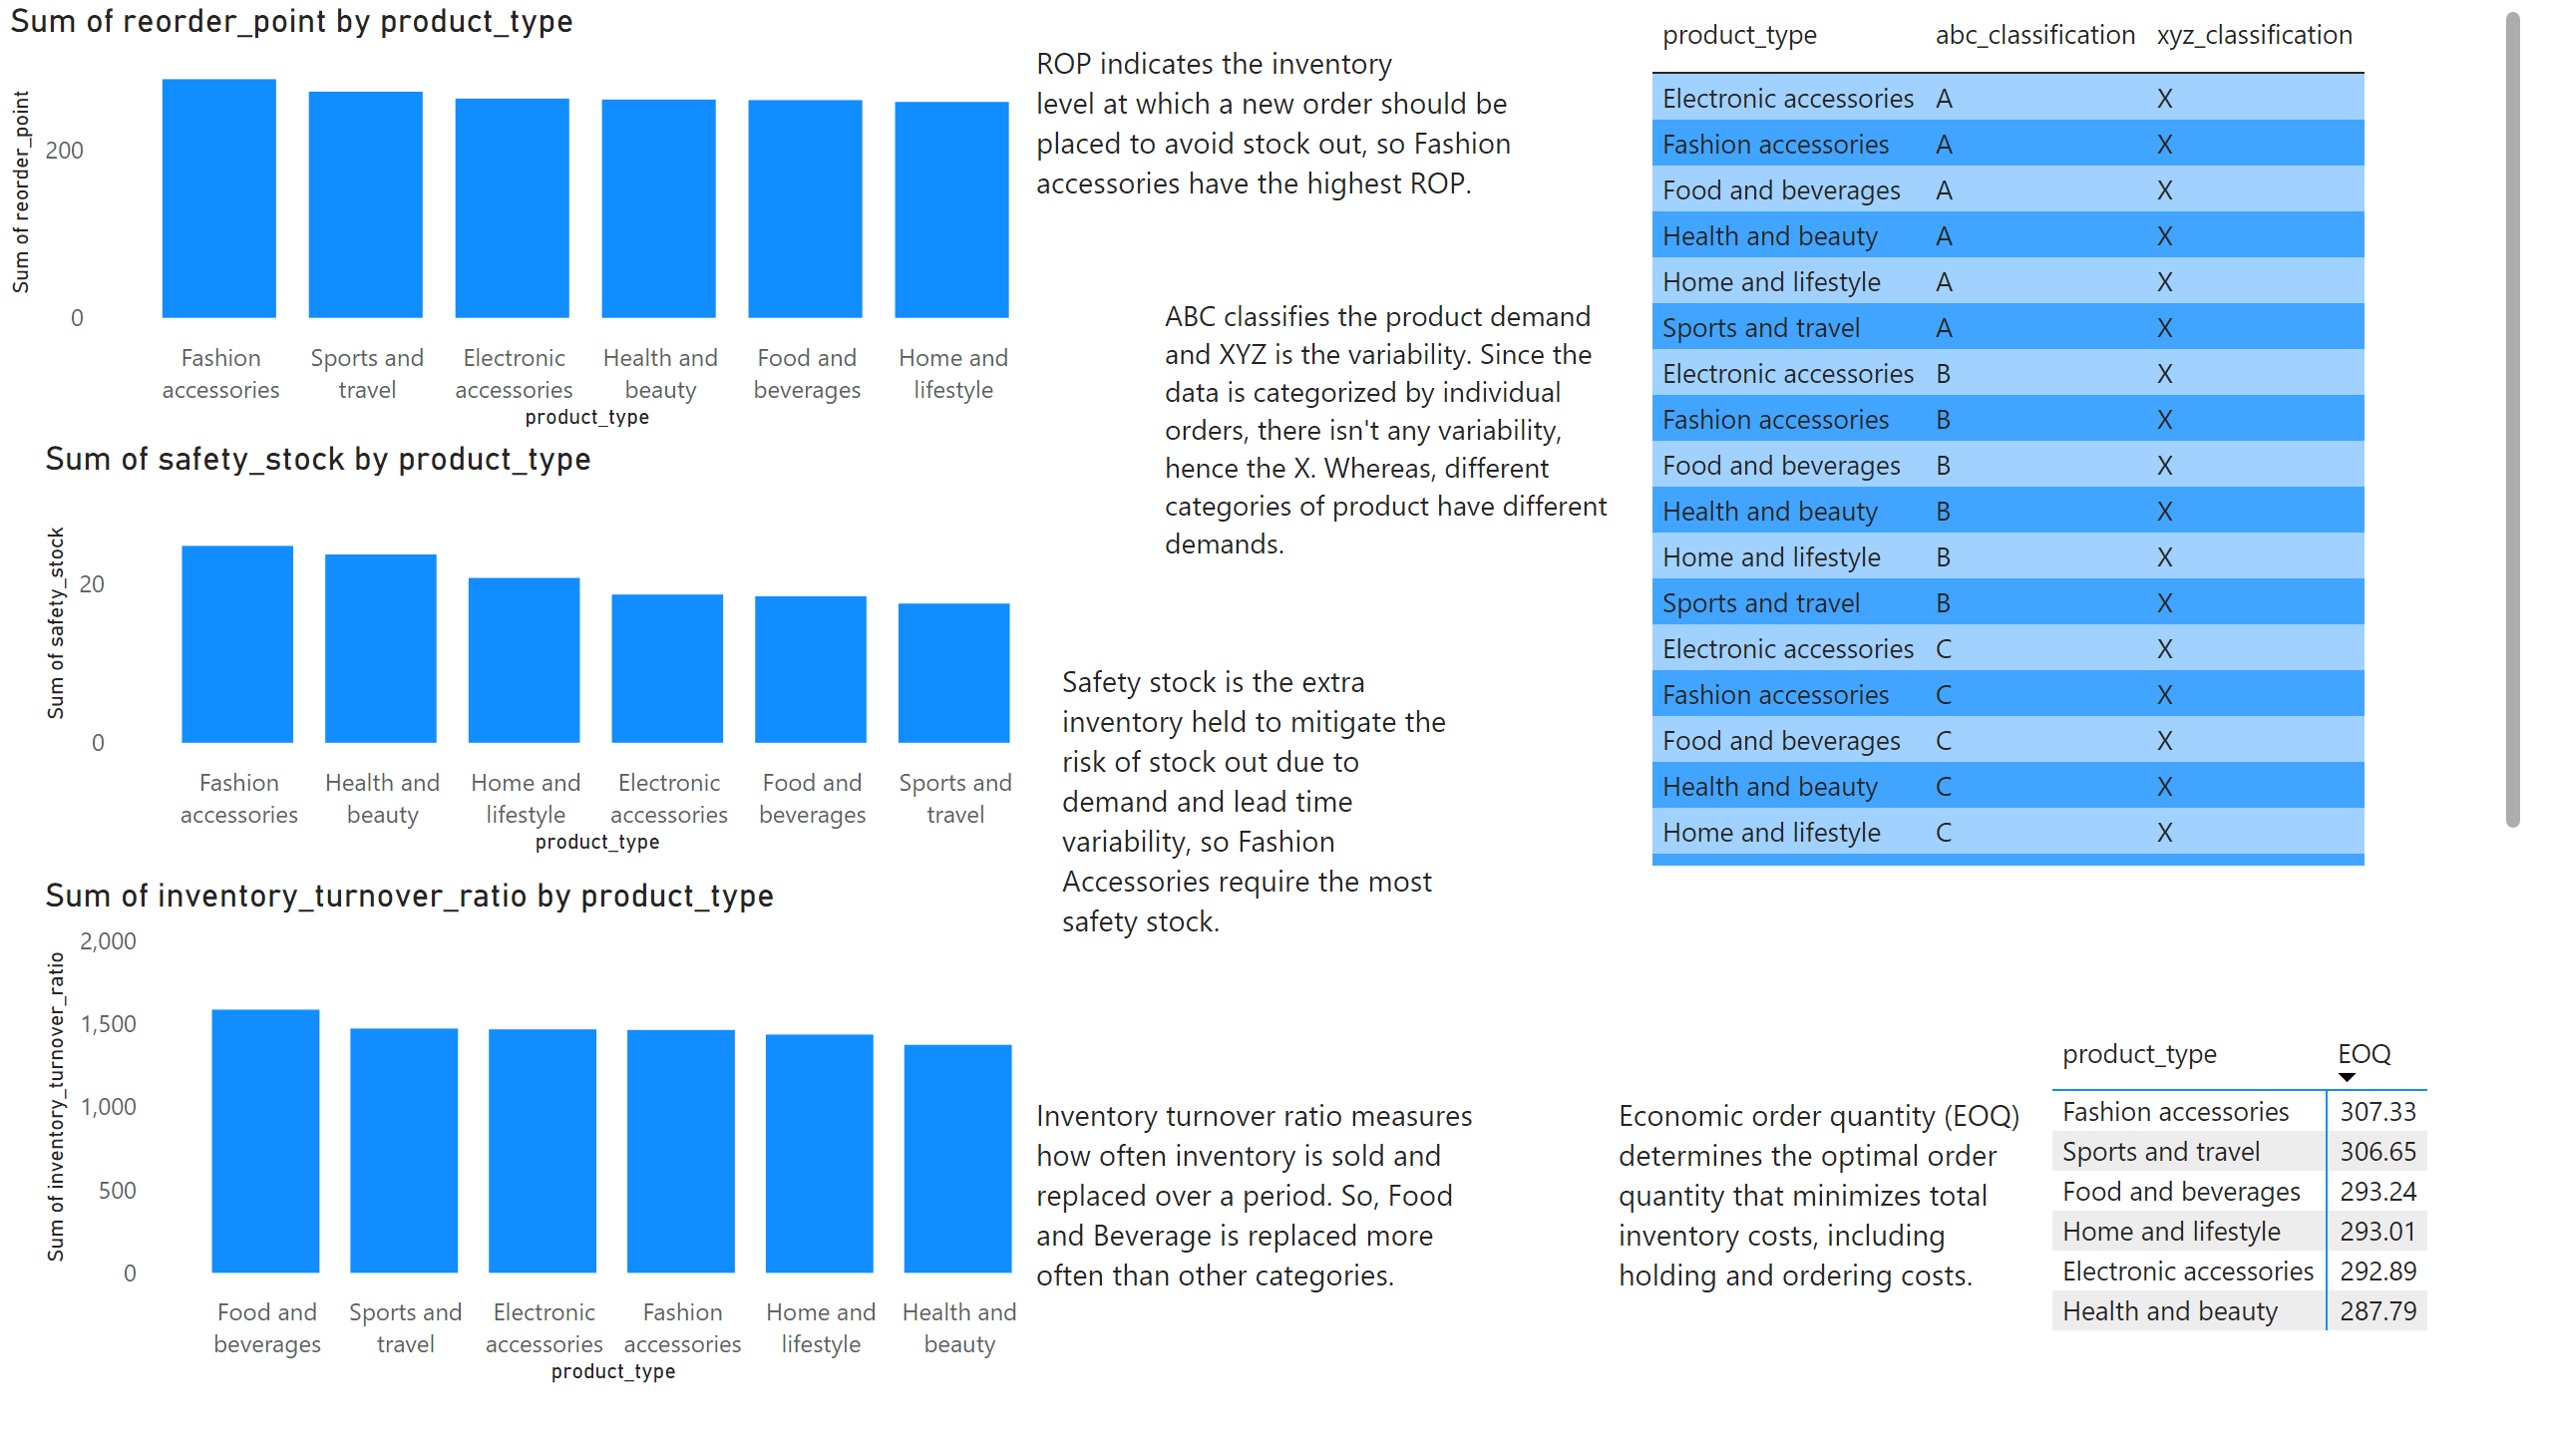 Sum of reorder_point by product_type
Sum of reorder_point
200
0
Fashion accessories
Sports and travel
Electronic accessories
Health and beauty
Food and beverages
Home and lifestyle
product_type
ROP indicates the inventory
level at which a new order should be
placed to avoid stock out, so Fashion
accessories have the highest ROP.
Sum of safety_stock by product_type
Sum of safety_stock
20
0
Fashion accessories
Health and beauty
Home and lifestyle
Electronic accessories
Food and beverages
Sports and travel
product_type
ABC classifies the product demand
and XYZ is the variability. Since the
data is categorized by individual
orders, there isn't any variability,
hence the X. Whereas, different
categories of product have different
demands.
Safety stock is the extra
inventory held to mitigate the
risk of stock out due to
demand and lead time
variability, so Fashion
Accessories require the most
safety stock.
Sum of inventory_turnover_ratio by product_type
Sum of inventory_turnover_ratio
2,000
1,500
1,000
500
0
Food and beverages
Sports and travel
Electronic accessories
Fashion accessories
Home and lifestyle
Health and beauty
product_type
Inventory turnover ratio measures
how often inventory is sold and
replaced over a period. So, Food
and Beverage is replaced more
often than other categories.
product_type abc_classification xyz_classification
Electronic accessories A X
Fashion accessories A X
Food and beverages A X
Health and beauty A X
Home and lifestyle A X
Sports and travel A X
Electronic accessories B X
Fashion accessories B X
Food and beverages B X
Health and beauty B X
Home and lifestyle B X
Sports and travel B X
Electronic accessories C X
Fashion accessories C X
Food and beverages C X
Health and beauty C X
Home and lifestyle C X
Economic order quantity (EOQ)
determines the optimal order
quantity that minimizes total
inventory costs, including
holding and ordering costs.
product_type EOQ
Fashion accessories 307.33
Sports and travel 306.65
Food and beverages 293.24
Home and lifestyle 293.01
Electronic accessories 292.89
Health and beauty 287.79